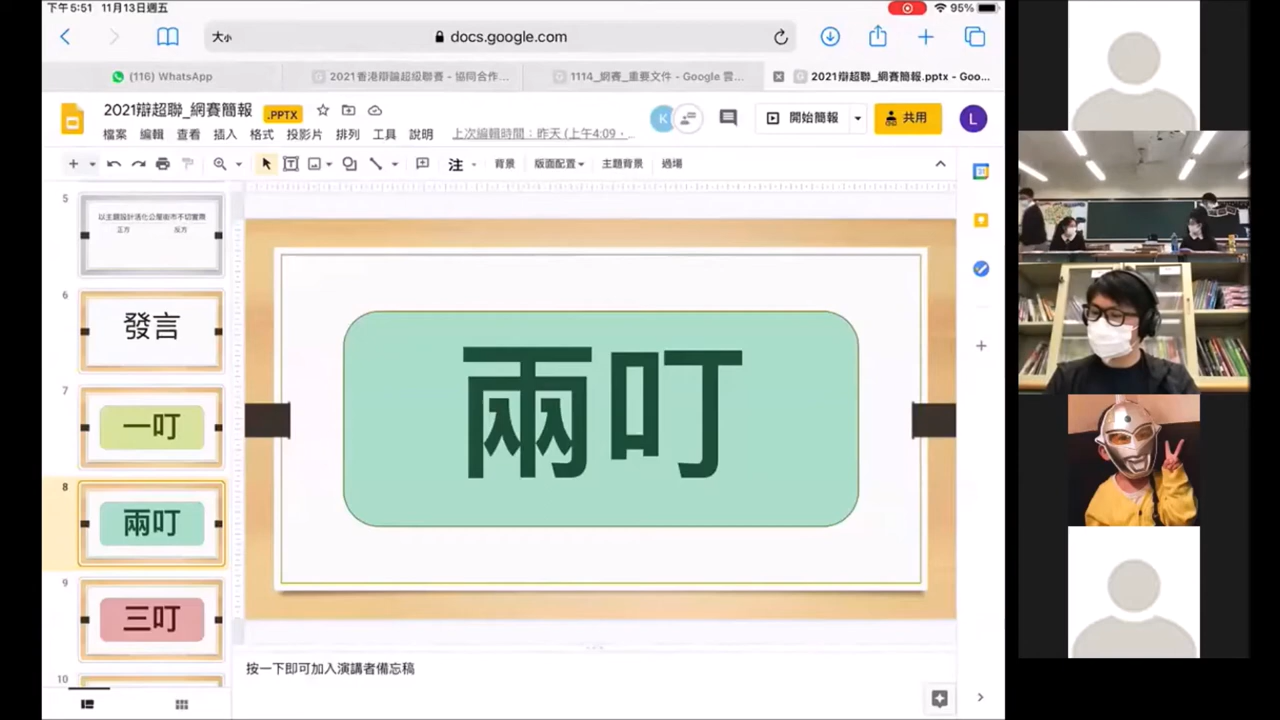 下午5:51 11月13日週五
95%
大小
docs.google.com
(116) WhatsApp
2021香港辯論超級聯賽 - 協同合作...
1114_網賽_重要文件 - Google 雲...
2021辯超聯_網賽簡報.pptx - Goo...
2021辯超聯_網賽簡報 .PPTX
檔案 編輯 查看 插入 格式 投影片 排列 工具 說明
上次編輯時間：昨天 (上午4:09，...
K
開始簡報
共用
L
注 背景 版面配置 主題背景 過場
5
以主題設計活化公屋街市不切實際
正方 反方
6
發言
7
一叮
8
兩叮
9
三叮
10
兩叮
按一下即可加入演講者備忘稿